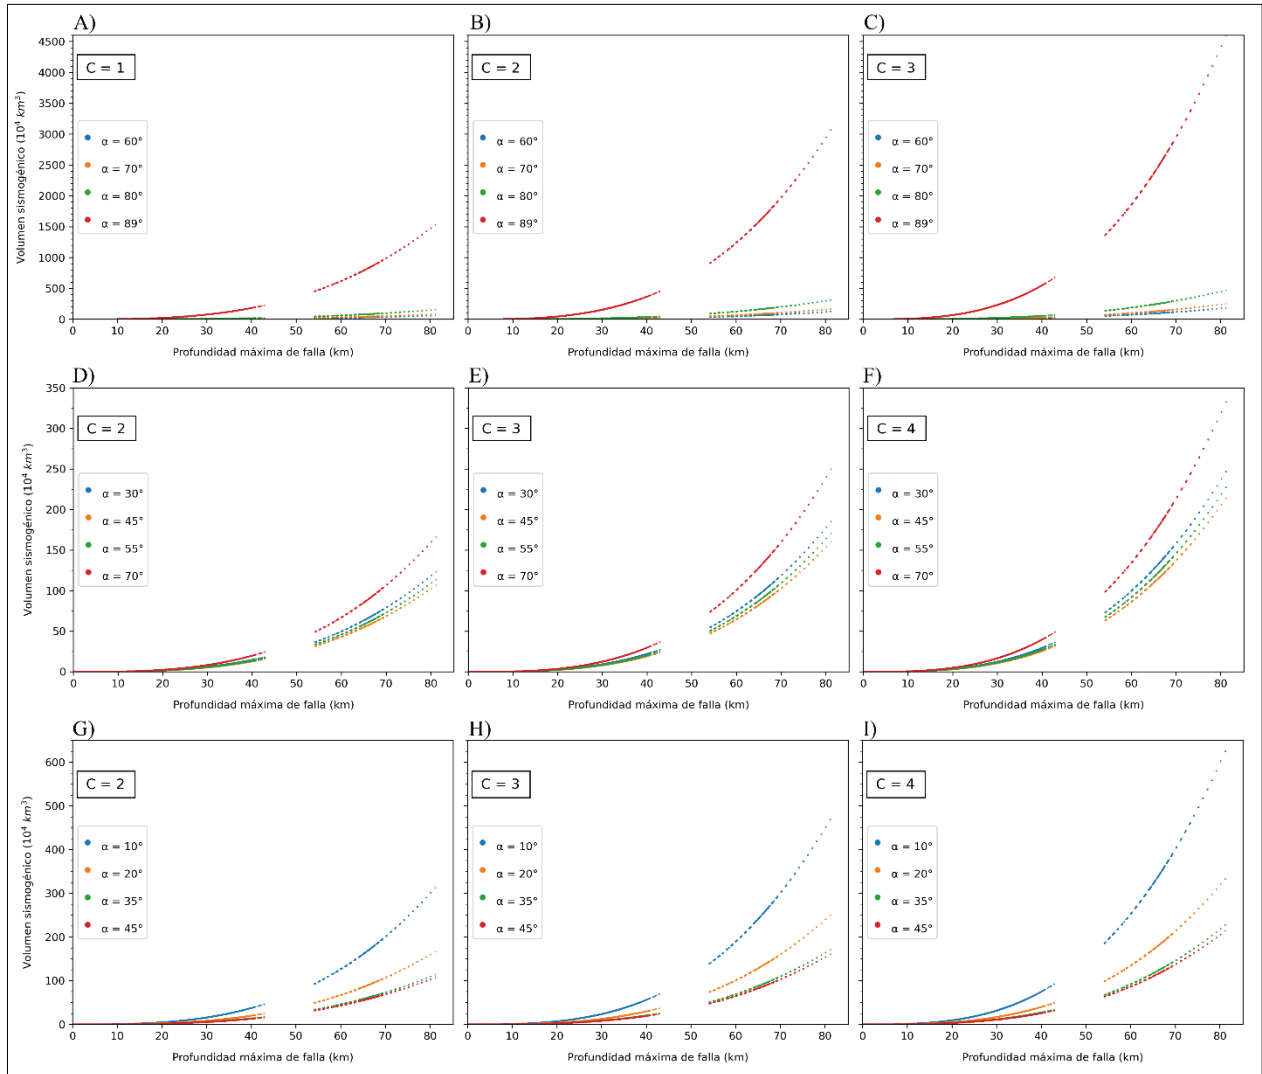 A)
C = 1
α = 60°
α = 70°
α = 80°
α = 89°
Volumen sismogénico (10⁴ km³)
4500
4000
3500
3000
2500
2000
1500
1000
500
0
0 10 20 30 40 50 60 70 80
Profundidad máxima de falla (km)
B)
C = 2
α = 60°
α = 70°
α = 80°
α = 89°
0 10 20 30 40 50 60 70 80
Profundidad máxima de falla (km)
C)
C = 3
α = 60°
α = 70°
α = 80°
α = 89°
0 10 20 30 40 50 60 70 80
Profundidad máxima de falla (km)
D)
C = 2
α = 30°
α = 45°
α = 55°
α = 70°
Volumen sismogénico (10⁴ km³)
350
300
250
200
150
100
50
0
0 10 20 30 40 50 60 70 80
Profundidad máxima de falla (km)
E)
C = 3
α = 30°
α = 45°
α = 55°
α = 70°
0 10 20 30 40 50 60 70 80
Profundidad máxima de falla (km)
F)
C = 4
α = 30°
α = 45°
α = 55°
α = 70°
0 10 20 30 40 50 60 70 80
Profundidad máxima de falla (km)
G)
C = 2
α = 10°
α = 20°
α = 35°
α = 45°
Volumen sismogénico (10⁴ km³)
600
500
400
300
200
100
0
0 10 20 30 40 50 60 70 80
Profundidad máxima de falla (km)
H)
C = 3
α = 10°
α = 20°
α = 35°
α = 45°
0 10 20 30 40 50 60 70 80
Profundidad máxima de falla (km)
I)
C = 4
α = 10°
α = 20°
α = 35°
α = 45°
0 10 20 30 40 50 60 70 80
Profundidad máxima de falla (km)